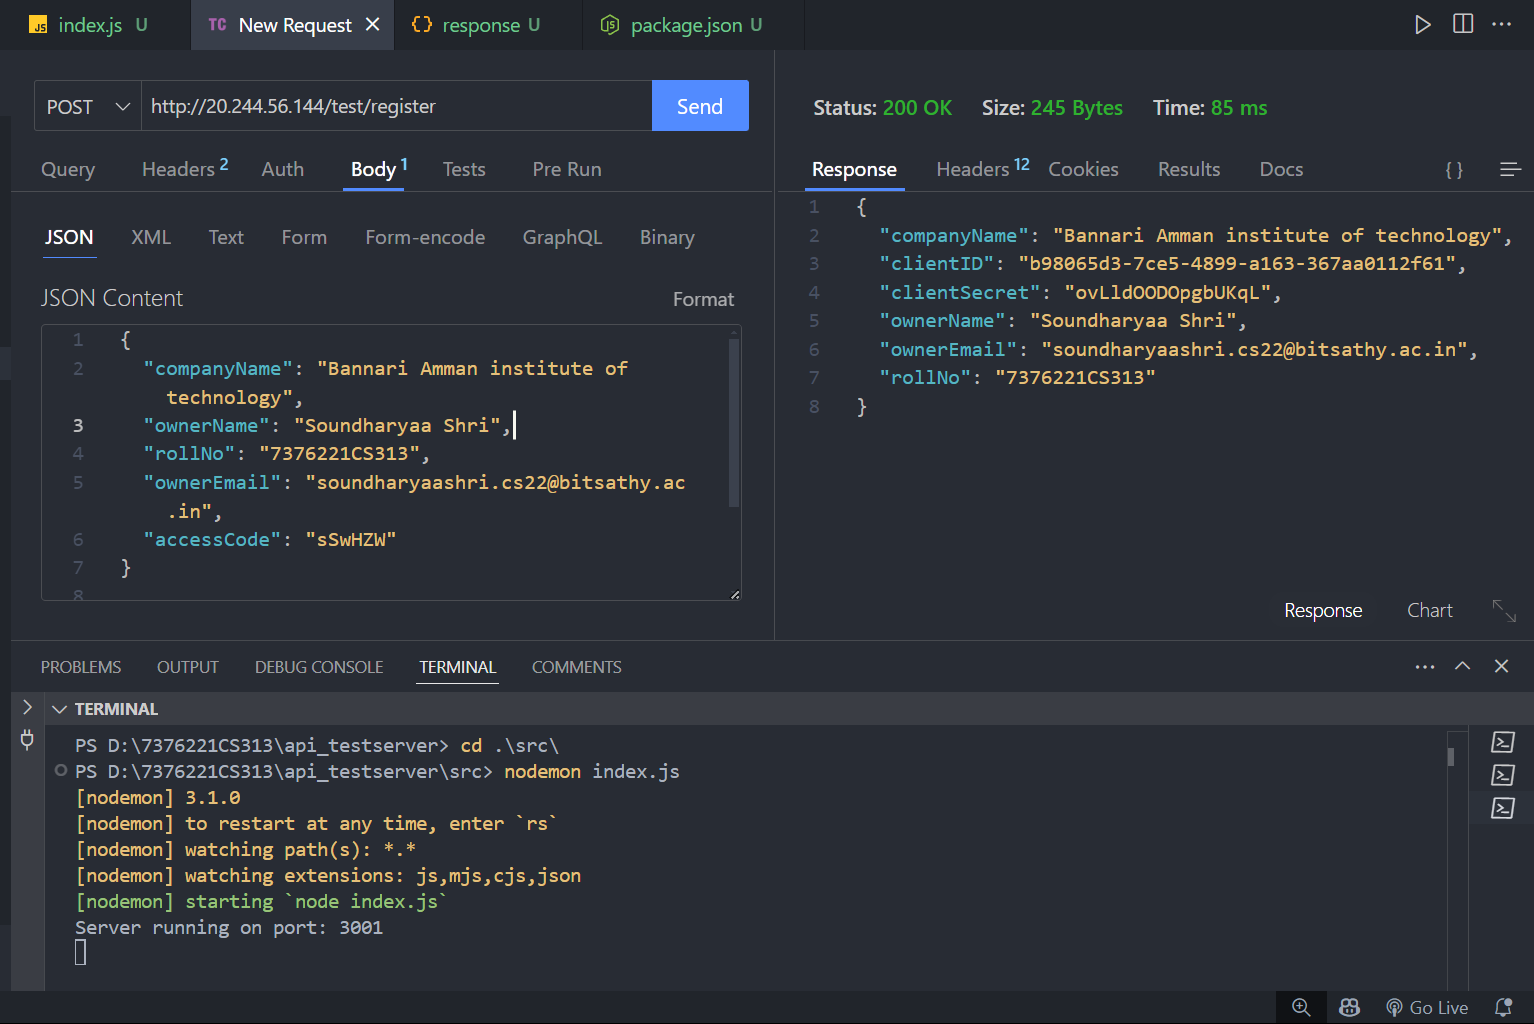 index.js U
TC New Request
response U
package.json U
POST http://20.244.56.144/test/register Send
Query Headers 2 Auth Body 1 Tests Pre Run
JSON XML Text Form Form-encode GraphQL Binary
JSON Content Format
1 {
2 "companyName": "Bannari Amman institute of
technology",
3 "ownerName": "Soundharyaa Shri",
4 "rollNo": "7376221CS313",
5 "ownerEmail": "soundharyaashri.cs22@bitsathy.ac
.in",
6 "accessCode": "sSwHZW"
7 }
8
Status: 200 OK Size: 245 Bytes Time: 85 ms
Response Headers 12 Cookies Results Docs { }
1 {
2 "companyName": "Bannari Amman institute of technology",
3 "clientID": "b98065d3-7ce5-4899-a163-367aa0112f61",
4 "clientSecret": "ovLldOODOpgbUKqL",
5 "ownerName": "Soundharyaa Shri",
6 "ownerEmail": "soundharyaashri.cs22@bitsathy.ac.in",
7 "rollNo": "7376221CS313"
8 }
Response Chart
PROBLEMS OUTPUT DEBUG CONSOLE TERMINAL COMMENTS
TERMINAL
PS D:\7376221CS313\api_testserver> cd .\src\
PS D:\7376221CS313\api_testserver\src> nodemon index.js
[nodemon] 3.1.0
[nodemon] to restart at any time, enter `rs`
[nodemon] watching path(s): *.*
[nodemon] watching extensions: js,mjs,cjs,json
[nodemon] starting `node index.js`
Server running on port: 3001
Go Live